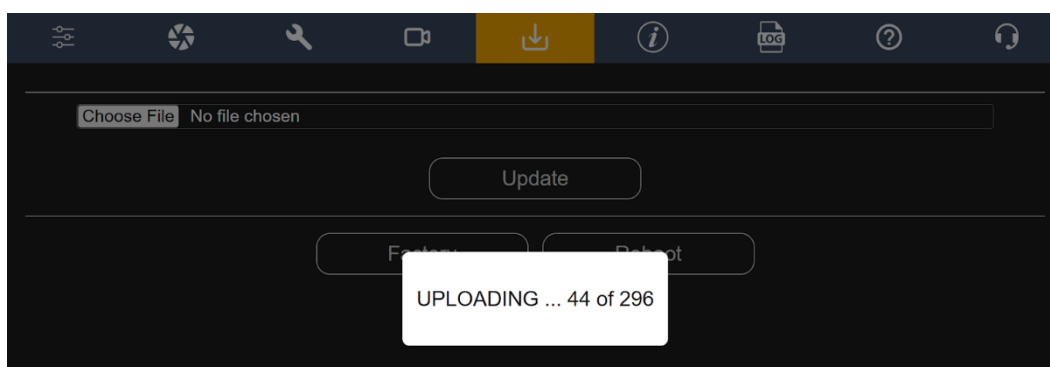 LOG
Choose File No file chosen
Update
UPLOADING ... 44 of 296